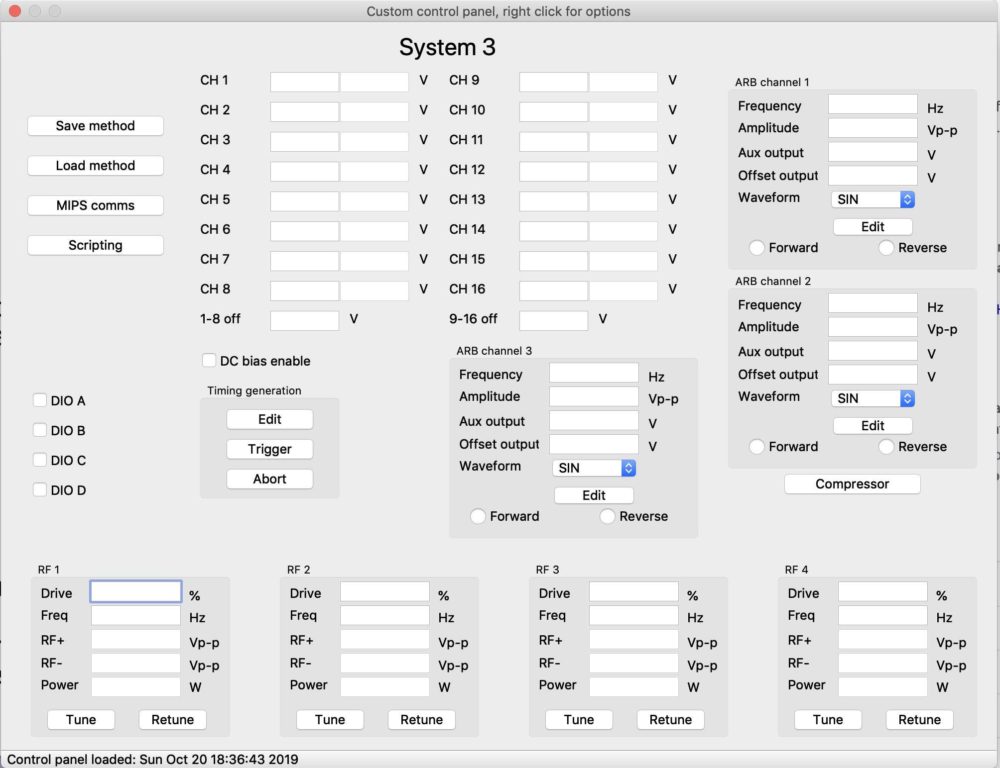 Custom control panel, right click for options
System 3
Save method
Load method
MIPS comms
Scripting
CH 1 V
CH 2 V
CH 3 V
CH 4 V
CH 5 V
CH 6 V
CH 7 V
CH 8 V
1-8 off V
CH 9 V
CH 10 V
CH 11 V
CH 12 V
CH 13 V
CH 14 V
CH 15 V
CH 16 V
9-16 off V
ARB channel 1
Frequency Hz
Amplitude Vp-p
Aux output V
Offset output V
Waveform SIN
Edit
Forward Reverse
ARB channel 2
Frequency Hz
Amplitude Vp-p
Aux output V
Offset output V
Waveform SIN
Edit
Forward Reverse
Compressor
DC bias enable
DIO A
DIO B
DIO C
DIO D
Timing generation
Edit
Trigger
Abort
ARB channel 3
Frequency Hz
Amplitude Vp-p
Aux output V
Offset output V
Waveform SIN
Edit
Forward Reverse
RF 1
Drive %
Freq Hz
RF+ Vp-p
RF- Vp-p
Power W
Tune Retune
RF 2
Drive %
Freq Hz
RF+ Vp-p
RF- Vp-p
Power W
Tune Retune
RF 3
Drive %
Freq Hz
RF+ Vp-p
RF- Vp-p
Power W
Tune Retune
RF 4
Drive %
Freq Hz
RF+ Vp-p
RF- Vp-p
Power W
Tune Retune
Control panel loaded: Sun Oct 20 18:36:43 2019